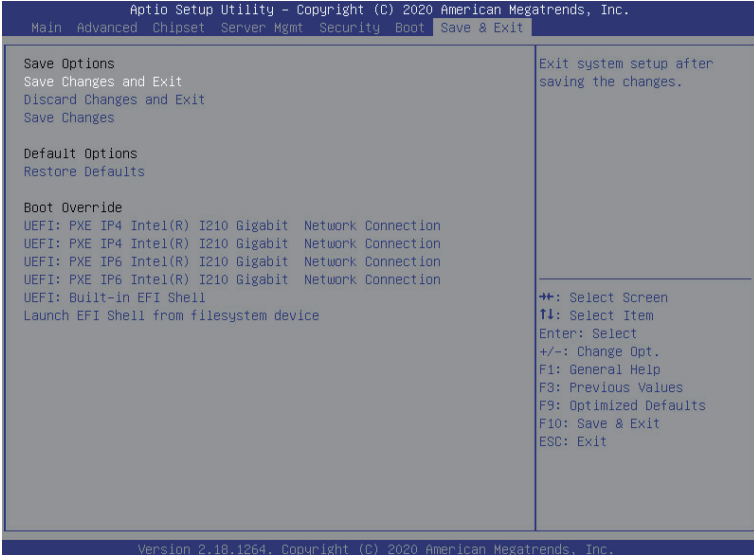 Aptio Setup Utility – Copyright (C) 2020 American Megatrends, Inc.
Main Advanced Chipset Server Mgmt Security Boot Save & Exit
Save Options
Save Changes and Exit
Discard Changes and Exit
Save Changes
Default Options
Restore Defaults
Boot Override
UEFI: PXE IP4 Intel(R) I210 Gigabit Network Connection
UEFI: PXE IP4 Intel(R) I210 Gigabit Network Connection
UEFI: PXE IP6 Intel(R) I210 Gigabit Network Connection
UEFI: PXE IP6 Intel(R) I210 Gigabit Network Connection
UEFI: Built-in EFI Shell
Launch EFI Shell from filesystem device
Exit system setup after
saving the changes.
→←: Select Screen
↑↓: Select Item
Enter: Select
+/-: Change Opt.
F1: General Help
F3: Previous Values
F9: Optimized Defaults
F10: Save & Exit
ESC: Exit
Version 2.18.1264. Copyright (C) 2020 American Megatrends, Inc.